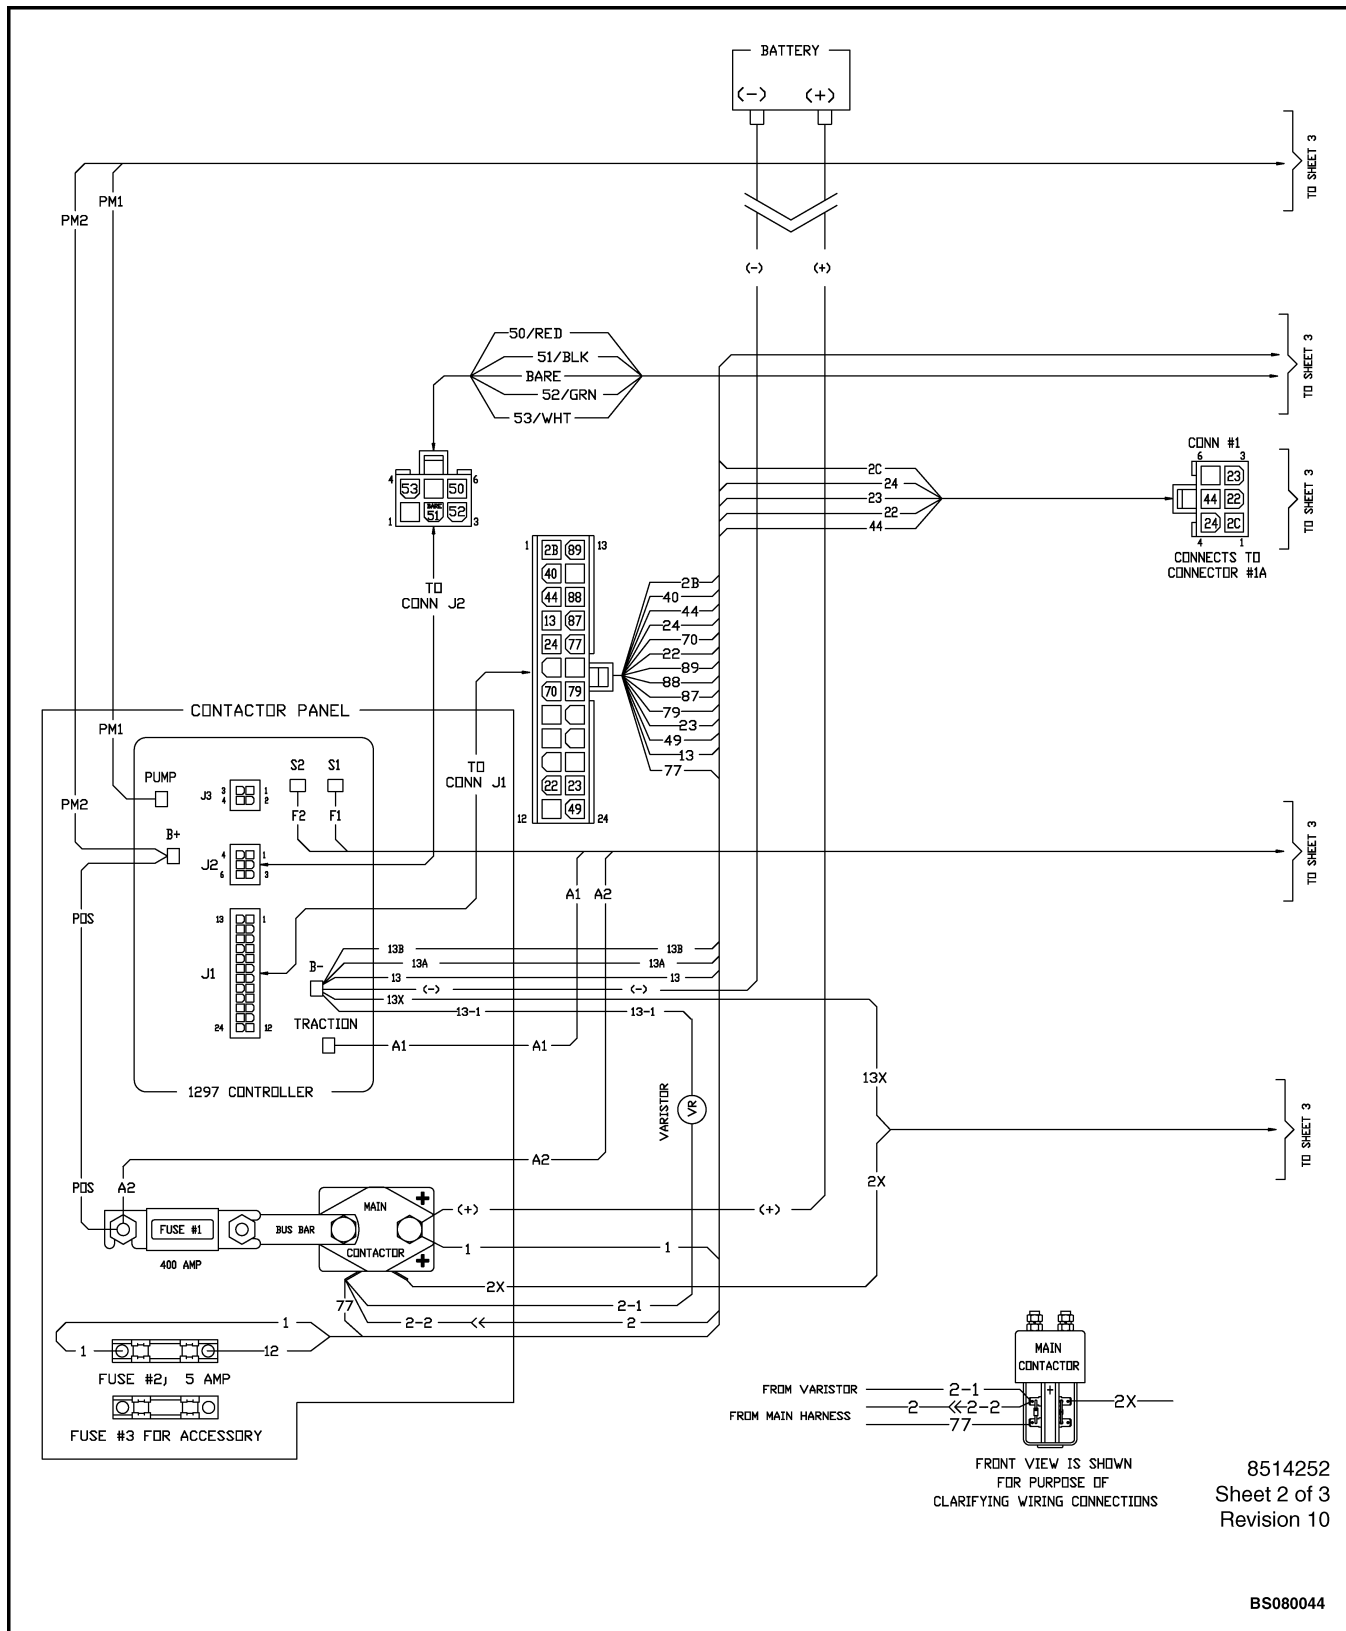 BATTERY
(-) (+)
TO SHEET 3
PM1
PM2
(-) (+)
50/RED
51/BLK
BARE
52/GRN
53/WHT
TO SHEET 3
CONN #1
6 3
23
44 22
24 2C
4 1
CONNECTS TO
CONNECTOR #1A
TO SHEET 3
2C
24
23
22
44
4 6
53 50
BARE
51 52
1 3
TO
CONN J2
1 13
2B 89
40
44 88
13 87
24 77
70 79
22 23
49
12 24
2B
40
44
24
70
22
89
88
87
79
23
49
13
77
TO
CONN J1
CONTACTOR PANEL
PM1
PUMP
PM2
B+
J3
3 1
4 2
S2 S1
F2 F1
J2
4 1
6 3
POS
13 1
J1
24 12
TO SHEET 3
A1 A2
B-
13B 13B
13A 13A
13 13
(-) (-)
13X
13-1 13-1
TRACTION
A1 A1
1297 CONTROLLER
VARISTOR
VR
13X
2X
TO SHEET 3
A2
POS A2
FUSE #1
400 AMP
BUS BAR
MAIN
CONTACTOR
+
+
(+) (+)
1 1
2X
2-1
77
2-2 2
1
1 12
FUSE #2; 5 AMP
FUSE #3 FOR ACCESSORY
MAIN
CONTACTOR
+
FROM VARISTOR 2-1
2 2-2
FROM MAIN HARNESS
77
2X
FRONT VIEW IS SHOWN
FOR PURPOSE OF
CLARIFYING WIRING CONNECTIONS
8514252
Sheet 2 of 3
Revision 10
BS080044